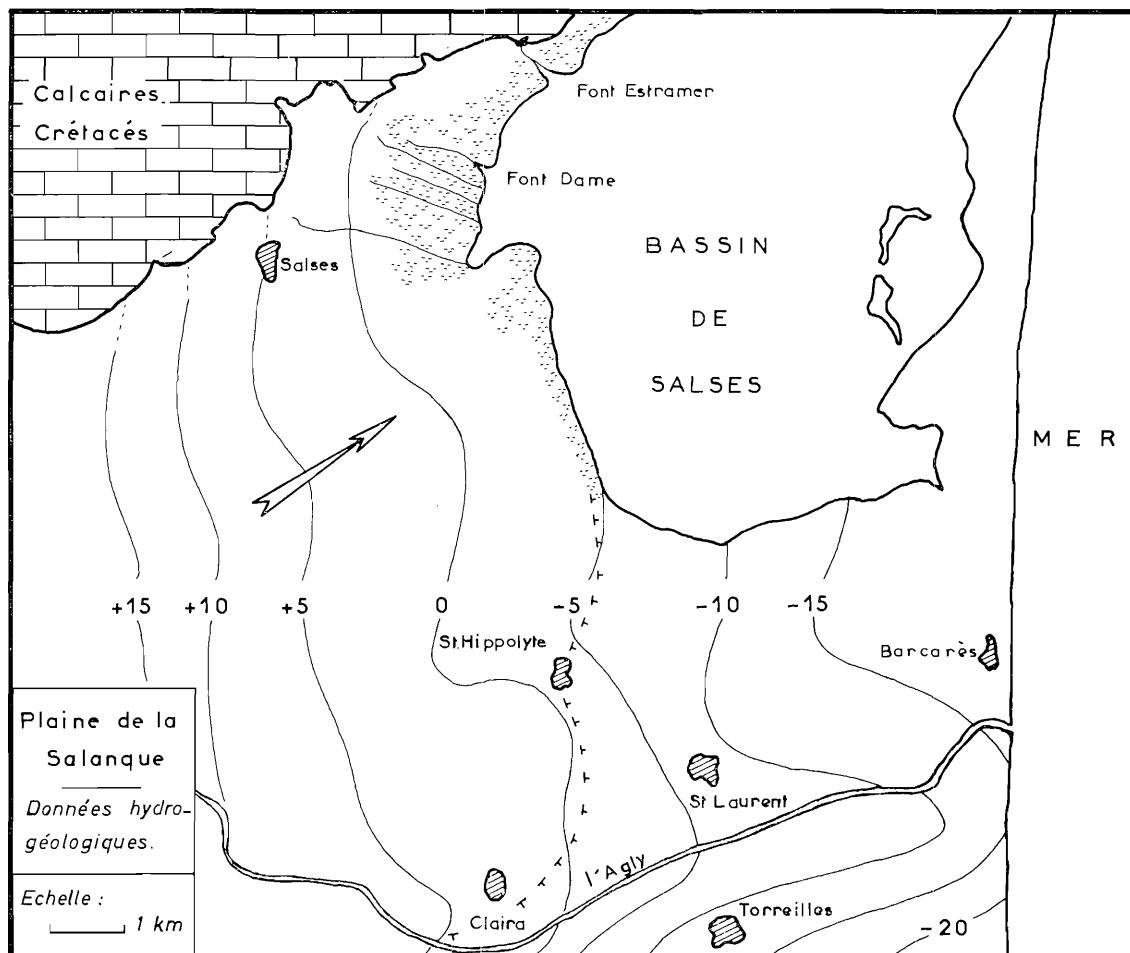 Calcaires
Crétacés
Font Estramer
Font Dame
Salses
BASSIN
DE
SALSES
MER
+15
+10
+5
0
-5
-10
-15
St.Hippolyte
Barcarès
Plaine de la
Salanque
Données hydro-
géologiques.
St Laurent
l'Agly
Claira
Torreilles
-20
Echelle :
1 km